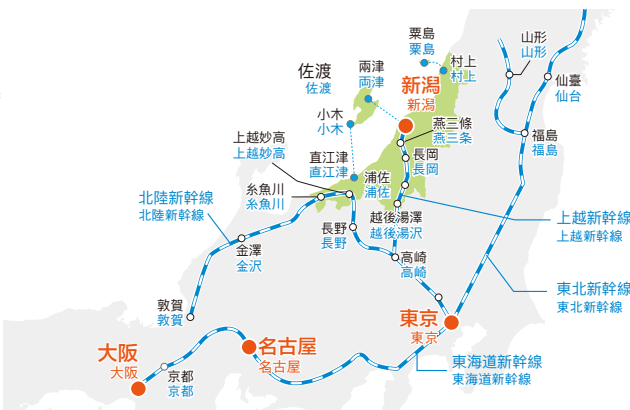 粟島
粟島
山形
山形
村上
村上
佐渡
佐渡
兩津
両津
新潟
新潟
仙臺
仙台
小木
小木
燕三條
燕三条
福島
福島
上越妙高
上越妙高
直江津
直江津
長岡
長岡
浦佐
浦佐
糸魚川
糸魚川
北陸新幹線
北陸新幹線
越後湯澤
越後湯沢
上越新幹線
上越新幹線
長野
長野
金澤
金沢
高崎
高崎
東北新幹線
東北新幹線
敦賀
敦賀
東京
東京
大阪
大阪
名古屋
名古屋
京都
京都
東海道新幹線
東海道新幹線